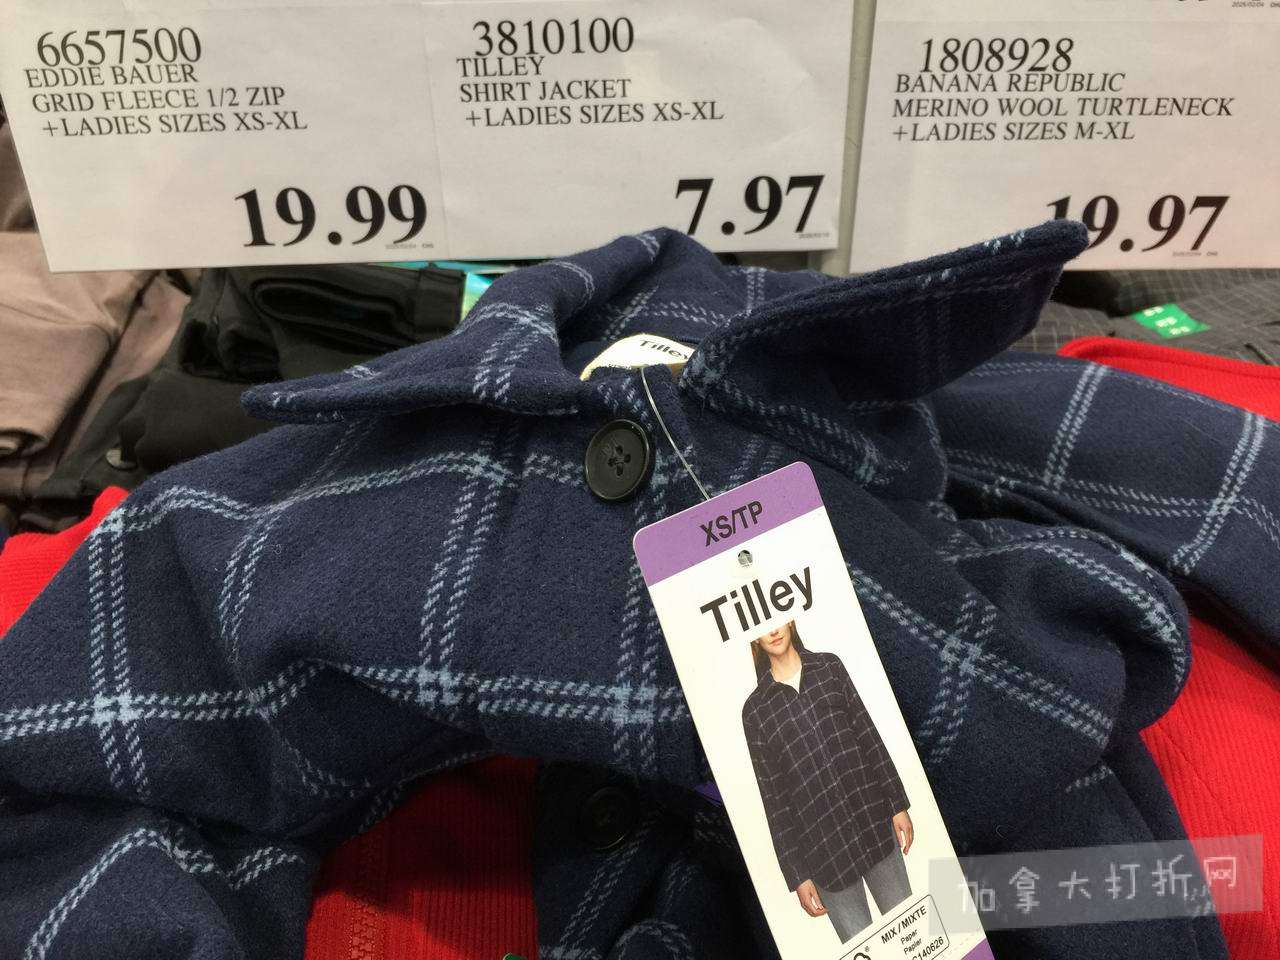 6657500
EDDIE BAUER
GRID FLEECE 1/2 ZIP
+LADIES SIZES XS-XL
19.99
3810100
TILLEY
SHIRT JACKET
+LADIES SIZES XS-XL
7.97
1808928
BANANA REPUBLIC
MERINO WOOL TURTLENECK
+LADIES SIZES M-XL
19.97
Tilley
XS/TP
Tilley
MIX / MIXTE
Paper
Papier
加拿大打折网